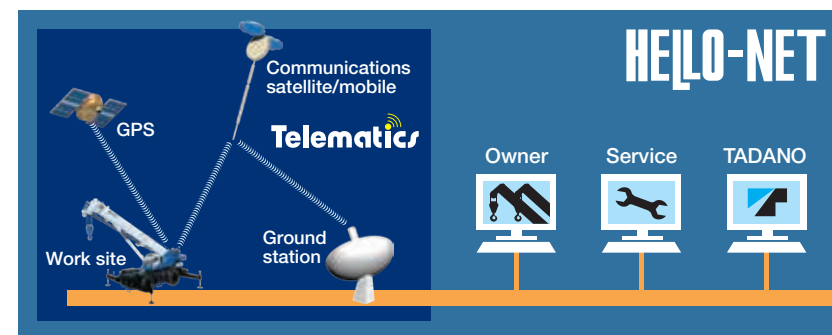 HELLO-NET
Communications
satellite/mobile
GPS
Telematics
Owner
Service
TADANO
Work site
Ground
station